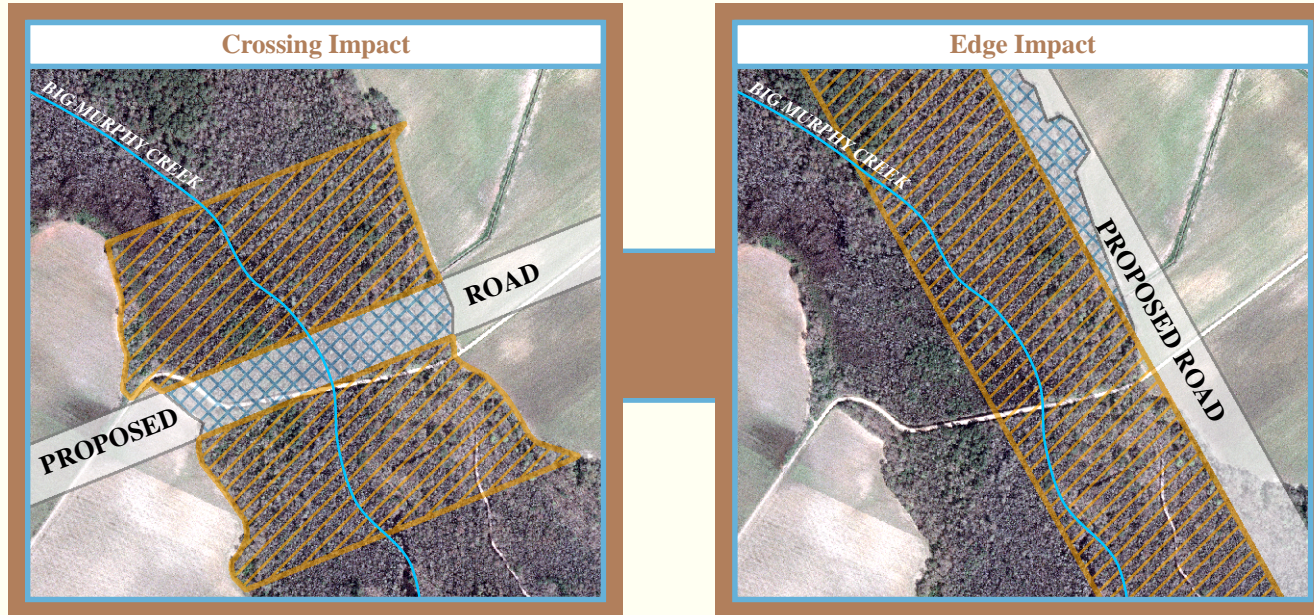 Crossing Impact
BIG MURPHY CREEK
PROPOSED ROAD
Edge Impact
BIG MURPHY CREEK
PROPOSED ROAD